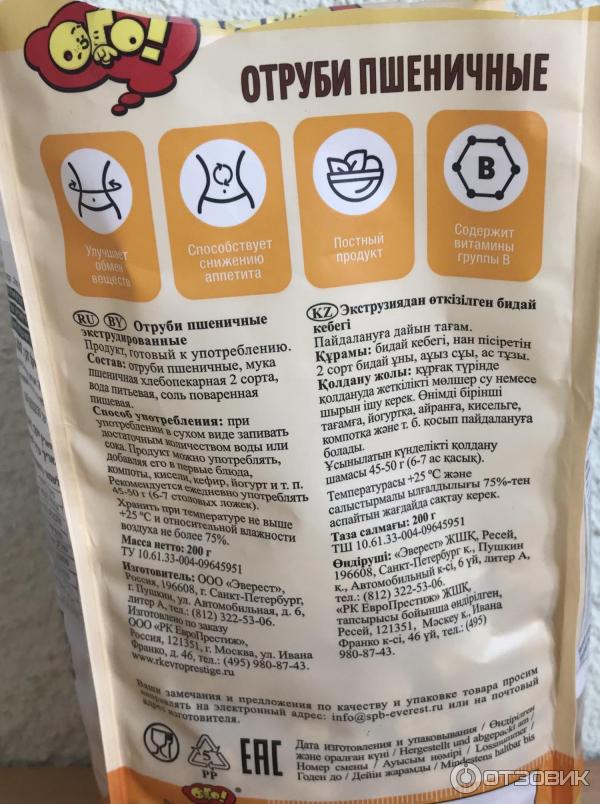 ОГО!
ОТРУБИ ПШЕНИЧНЫЕ
Улучшает
обмен
веществ
Способствует
снижению
аппетита
Постный
продукт
B
Содержит
витамины
группы B
RU BY Отруби пшеничные
экструдированные
Продукт, готовый к употреблению.
Состав: отруби пшеничные, мука
пшеничная хлебопекарная 2 сорта,
вода питьевая, соль поваренная
пищевая.
Способ употребления: при
употреблении в сухом виде запивать
достаточным количеством воды или
сока. Продукт можно употреблять,
добавляя его в первые блюда,
компоты, кисели, кефир, йогурт и т. п.
Рекомендуется ежедневно употреблять
45-50 г (6-7 столовых ложек).
Хранить при температуре не выше
+25 °C и относительной влажности
воздуха не более 75%.
Масса нетто: 200 г
ТУ 10.61.33-004-09645951
Изготовитель: ООО «Эверест»,
Россия, 196608, г. Санкт-Петербург,
г. Пушкин, ул. Автомобильная, д. 6,
литер А, тел.: (812) 322-53-06.
Изготовлено по заказу
ООО «РК ЕвроПрестиж»,
Россия, 121351, г. Москва, ул. Ивана
Франко, д. 46, тел.: (495) 980-87-43.
www.rkevroprestige.ru
KZ Экструзиядан өткізілген бидай
кебегі
Пайдалануға дайын тағам.
Құрамы: бидай кебегі, нан пісіретін
2 сорт бидай ұны, ауыз сұы, ас тұзы.
Қолдану жолы: құрғақ түрінде
қолдануда жеткілікті мөлшер су немесе
шырын ішу керек. Өнімді бірінші
тағамға, йогуртқа, айранға, кисельге,
компотқа және т. б. қосып пайдалануға
болады.
Ұсынылатын күнделікті қолдану
шамасы 45-50 г (6-7 ас қасық).
Температурасы +25 °C және
салыстырмалы ылғалдылығы 75%-тен
аспайтын жағдайда сақтау керек.
Таза салмағы: 200 г
ТШ 10.61.33-004-09645951
Өндіруші: «Эверест» ЖШҚ, Ресей,
196608, Санкт-Петербург қ., Пушкин
қ., Автомобильный к-сі, 6 үй, литер А,
тел.: (812) 322-53-06.
«РК ЕвроПрестиж» ЖШҚ,
тапсырысы бойынша өндірілген,
Ресей, 121351, Мәскеу қ., Ивана
Франко к-сі, 46 үй, тел.: (495)
980-87-43.
Ваши замечания и предложения по качеству и упаковке товара просим
направлять на электронный адрес: info@spb-everest.ru или на почтовый
адрес изготовителя.
5
PP
EAC
Дата изготовления и упаковывания / Өндірілген
және оралған күні / Hergestellt und abgepackt am /
Номер смены / Ауысым нөмірі / Lossnummer /
Годен до / Дейін жарамды / Mindestens haltbar bis
ОТЗОВИК